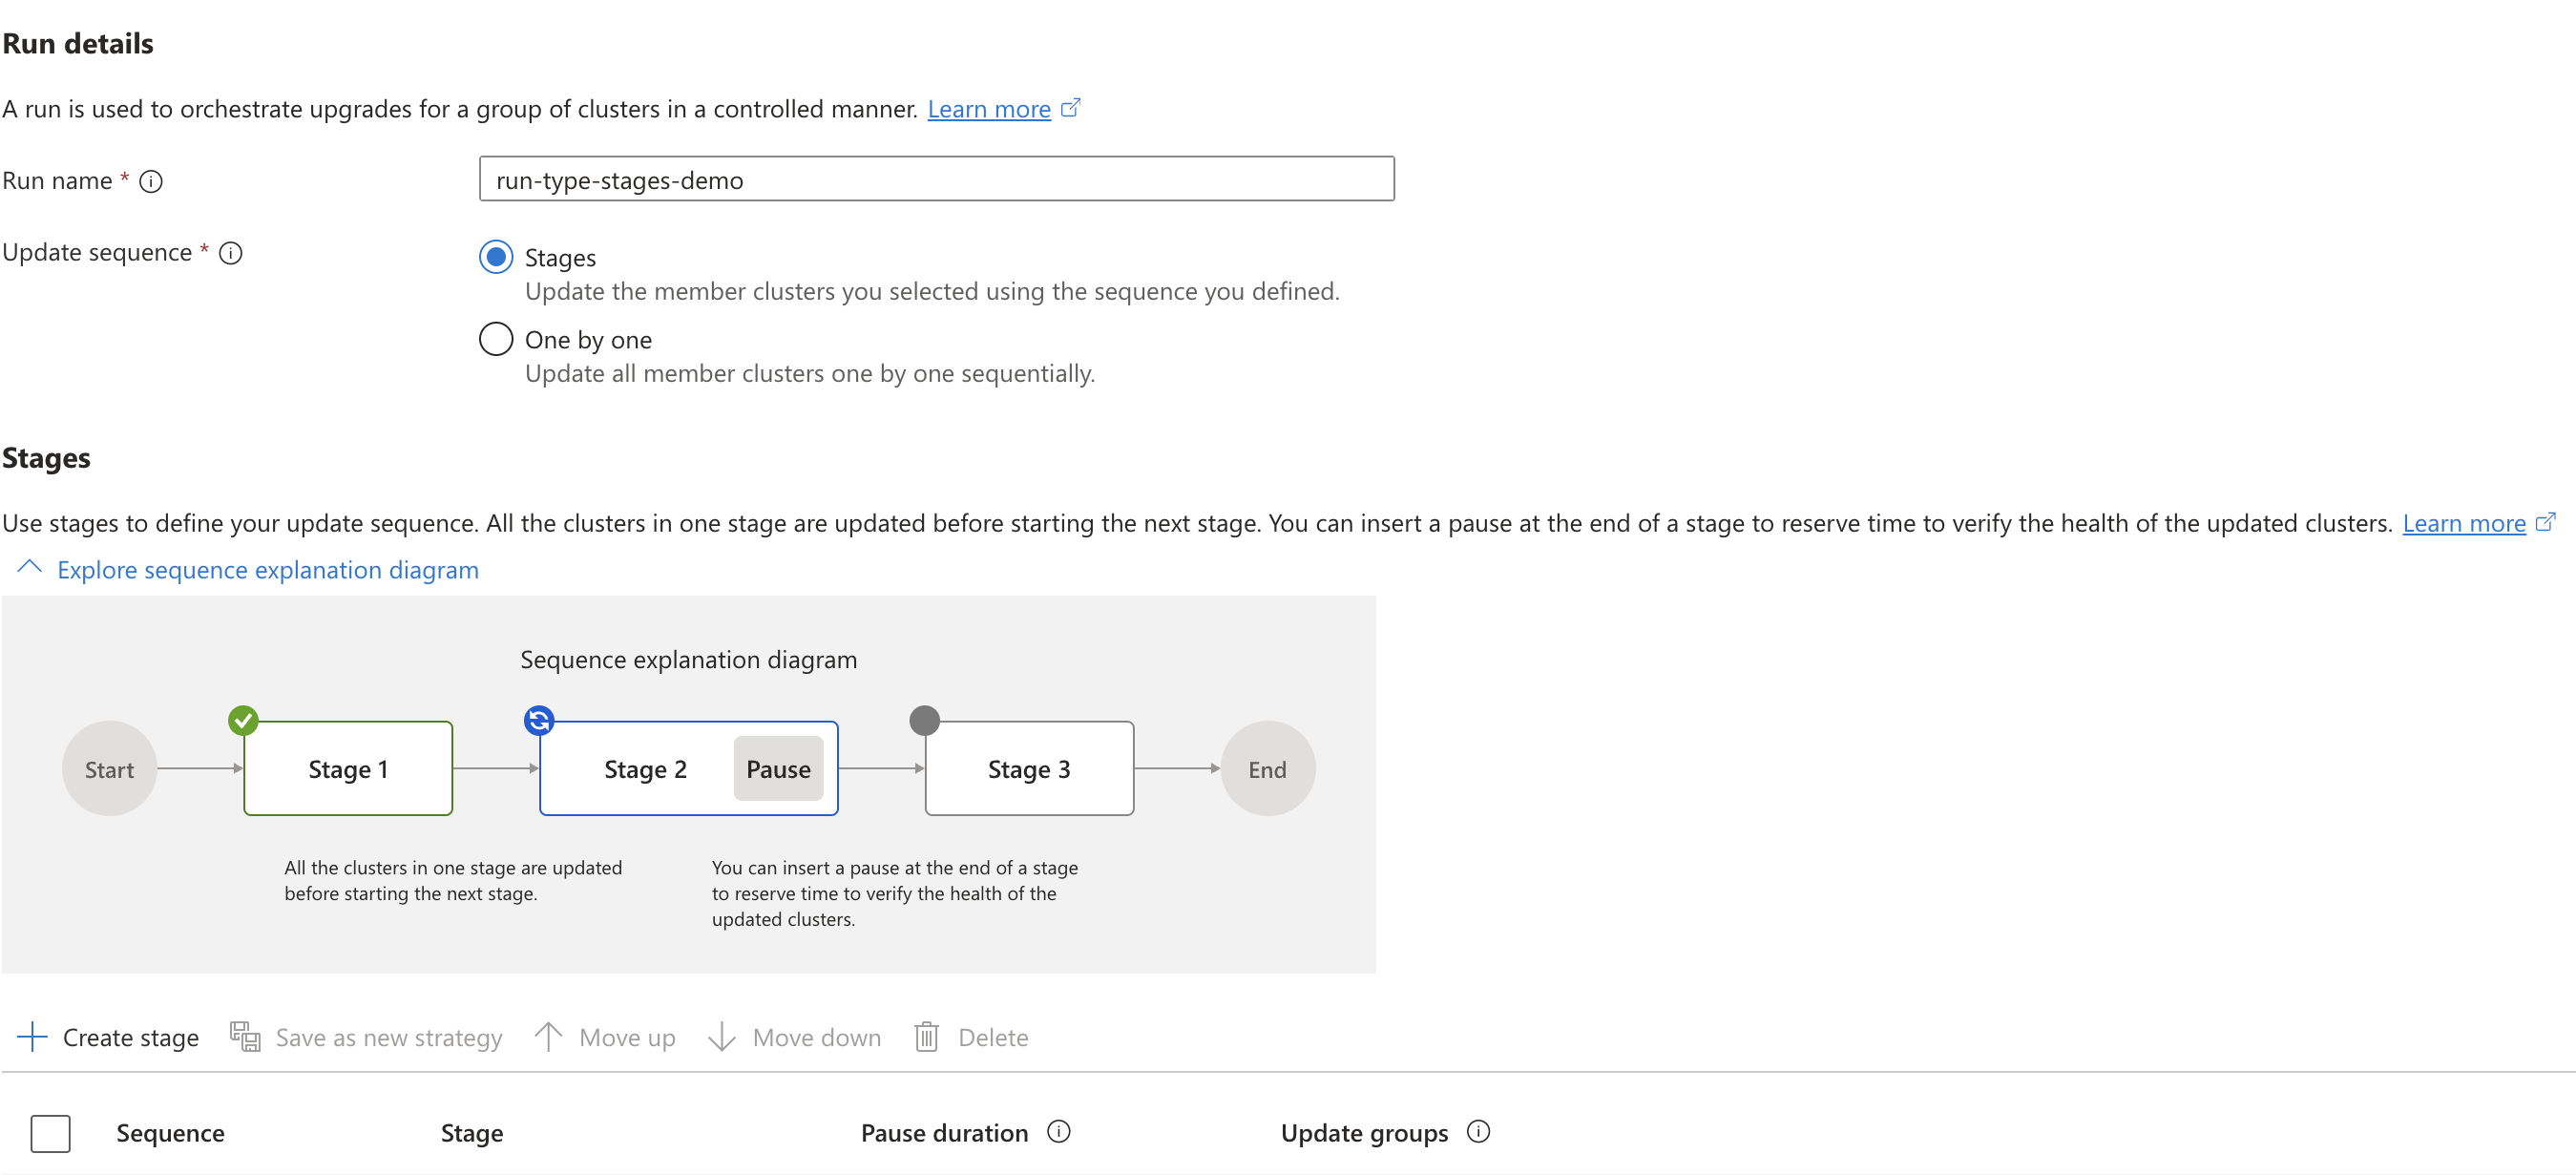 Run details
A run is used to orchestrate upgrades for a group of clusters in a controlled manner. Learn more
Run name *
run-type-stages-demo
Update sequence *
Stages
Update the member clusters you selected using the sequence you defined.
One by one
Update all member clusters one by one sequentially.
Stages
Use stages to define your update sequence. All the clusters in one stage are updated before starting the next stage. You can insert a pause at the end of a stage to reserve time to verify the health of the updated clusters. Learn more
Explore sequence explanation diagram
Sequence explanation diagram
Start
Stage 1
Stage 2
Pause
Stage 3
End
All the clusters in one stage are updated
before starting the next stage.
You can insert a pause at the end of a stage
to reserve time to verify the health of the
updated clusters.
Create stage
Save as new strategy
Move up
Move down
Delete
Sequence
Stage
Pause duration
Update groups